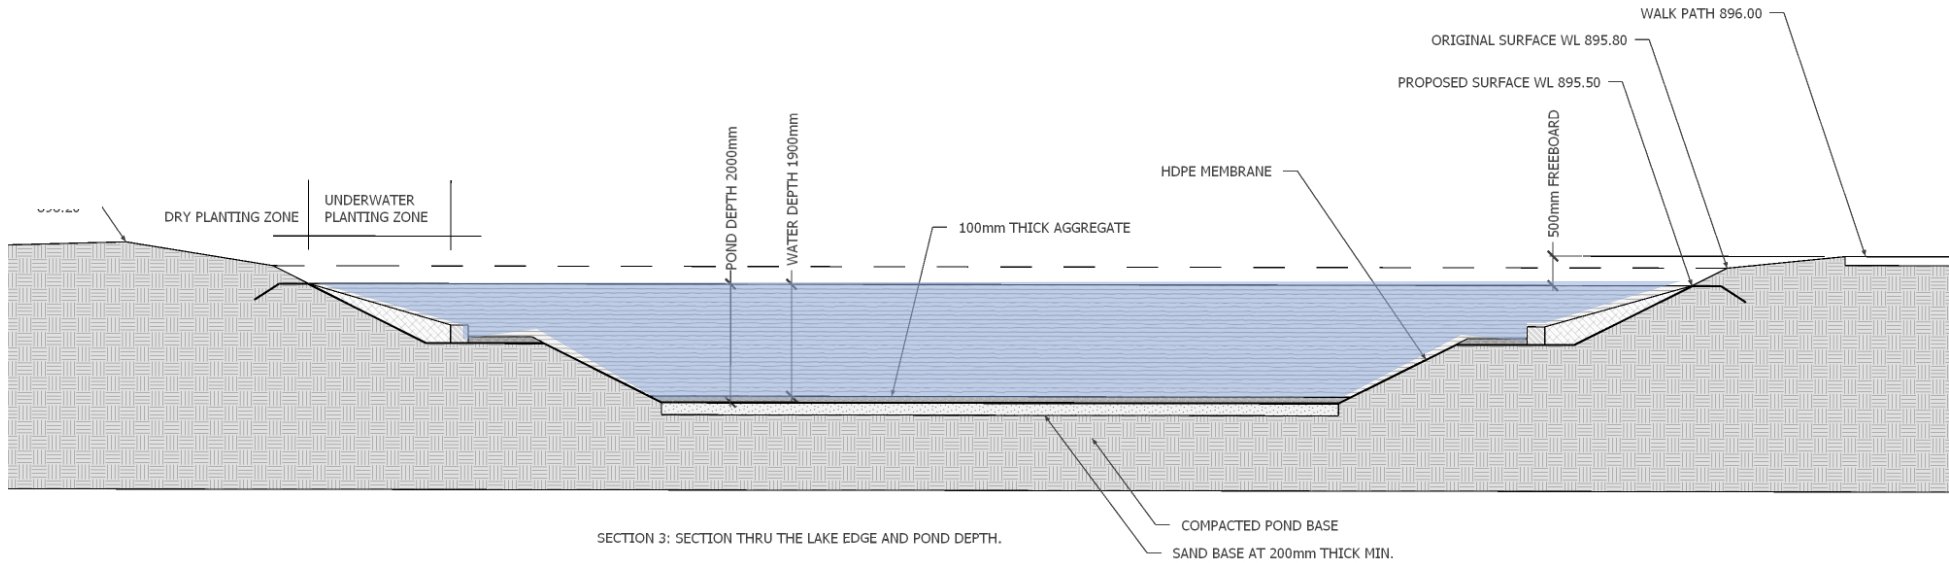 WALK PATH 896.00
ORIGINAL SURFACE WL 895.80
PROPOSED SURFACE WL 895.50
500mm FREEBOARD
POND DEPTH 2000mm
WATER DEPTH 1900mm
HDPE MEMBRANE
UNDERWATER
PLANTING ZONE
DRY PLANTING ZONE
100mm THICK AGGREGATE
COMPACTED POND BASE
SECTION 3: SECTION THRU THE LAKE EDGE AND POND DEPTH.
SAND BASE AT 200mm THICK MIN.